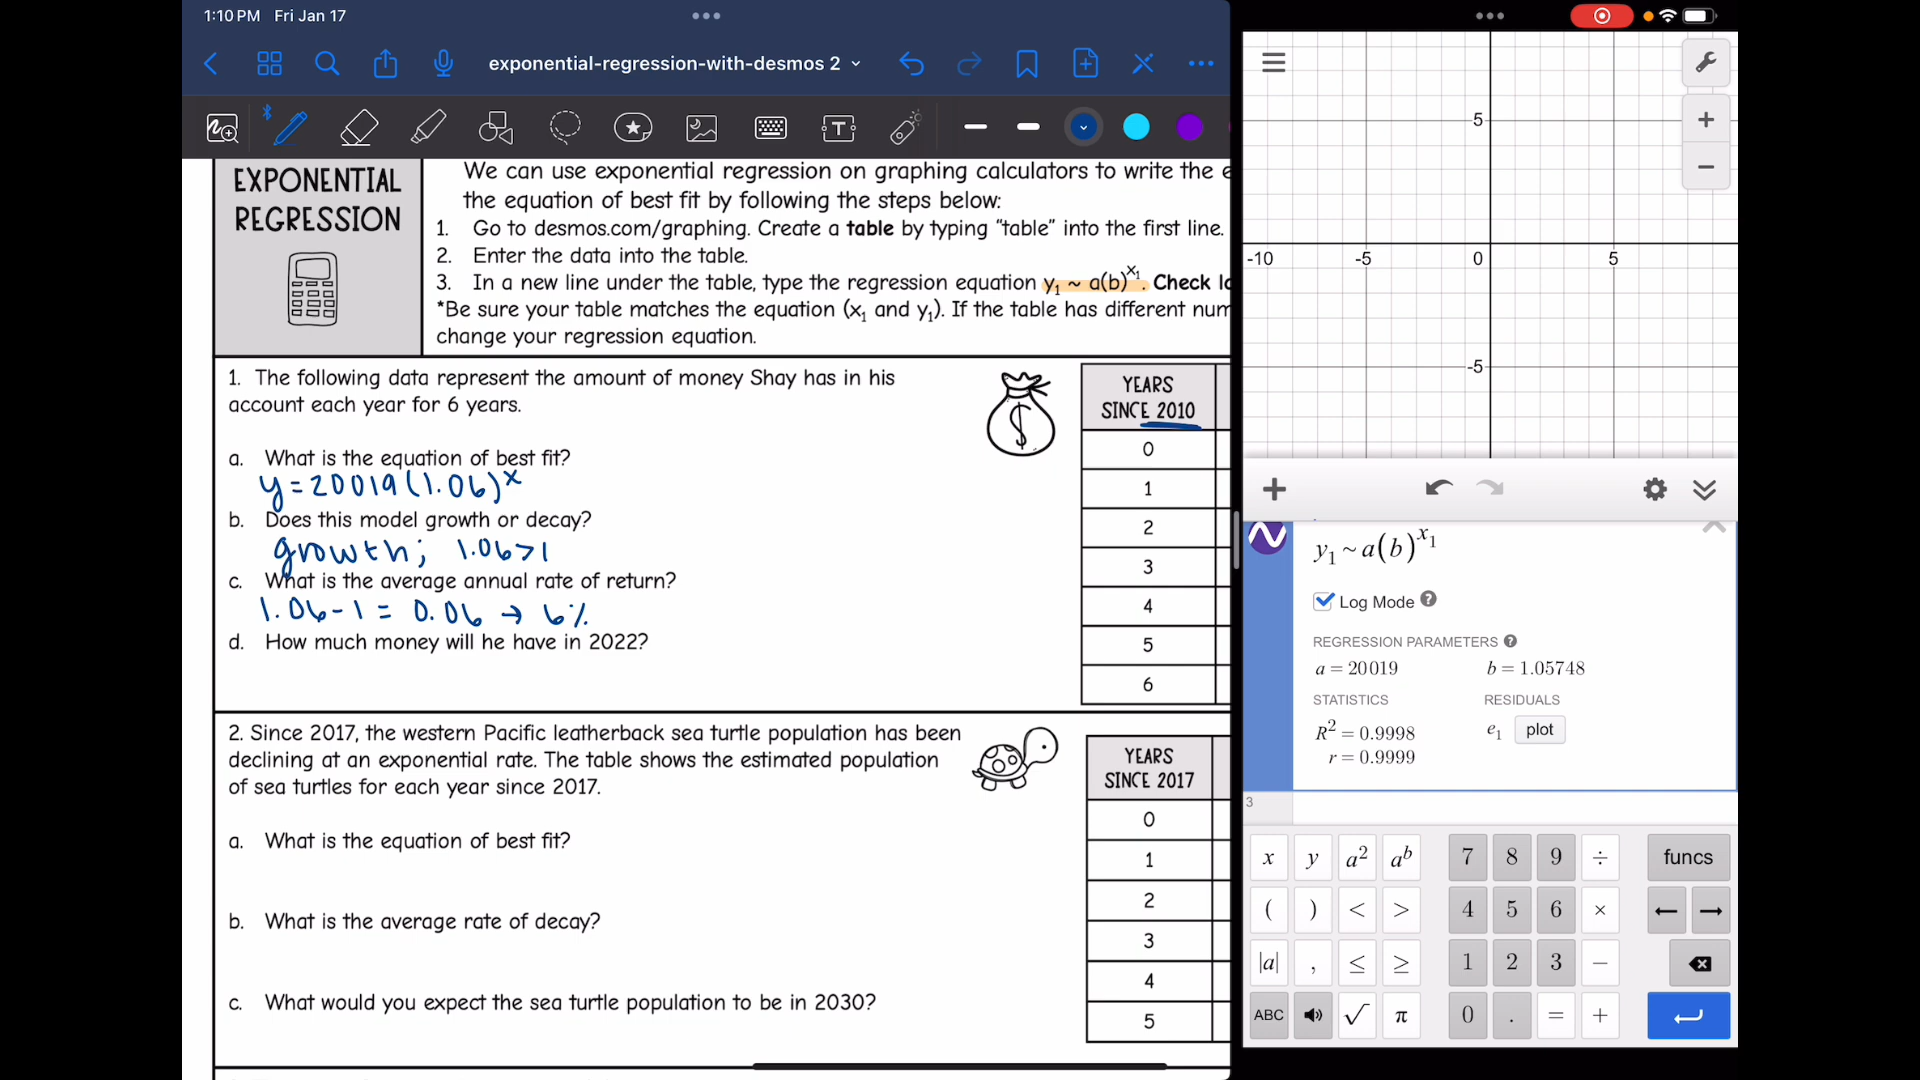 1:10 PM Fri Jan 17
exponential-regression-with-desmos 2
EXPONENTIAL
REGRESSION
We can use exponential regression on graphing calculators to write the e
the equation of best fit by following the steps below:
1. Go to desmos.com/graphing. Create a table by typing “table” into the first line.
2. Enter the data into the table.
3. In a new line under the table, type the regression equation y₁ ~ a(b)^x₁. Check lo
*Be sure your table matches the equation (x₁ and y₁). If the table has different num
change your regression equation.
1. The following data represent the amount of money Shay has in his
account each year for 6 years.
a. What is the equation of best fit?
y=20019(1.06)^x
b. Does this model growth or decay?
growth; 1.06>1
c. What is the average annual rate of return?
1.06-1 = 0.06 → 6%
d. How much money will he have in 2022?
YEARS
SINCE 2010
0
1
2
3
4
5
6
2. Since 2017, the western Pacific leatherback sea turtle population has been
declining at an exponential rate. The table shows the estimated population
of sea turtles for each year since 2017.
a. What is the equation of best fit?
b. What is the average rate of decay?
c. What would you expect the sea turtle population to be in 2030?
YEARS
SINCE 2017
0
1
2
3
4
5
5
-10 -5 0 5
-5
y₁ ~ a(b)^x₁
Log Mode ?
REGRESSION PARAMETERS ?
a = 20019 b = 1.05748
STATISTICS RESIDUALS
R² = 0.9998 e₁ plot
r = 0.9999
3
x y a² aᵇ 7 8 9 ÷ funcs
( ) < > 4 5 6 × ← →
|a| , ≤ ≥ 1 2 3 −
ABC √ π 0 . = +